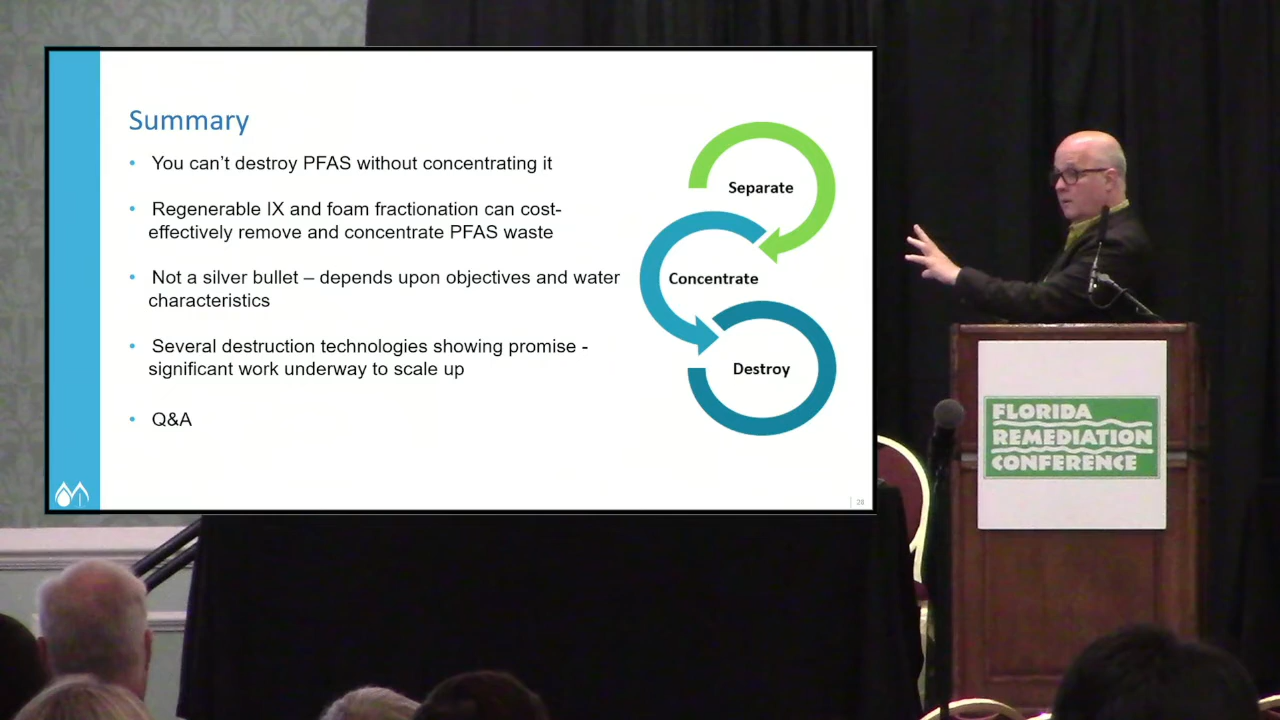 Summary
• You can't destroy PFAS without concentrating it
• Regenerable IX and foam fractionation can cost-
effectively remove and concentrate PFAS waste
• Not a silver bullet – depends upon objectives and water
characteristics
• Several destruction technologies showing promise -
significant work underway to scale up
• Q&A
Separate
Concentrate
Destroy
20
FLORIDA
REMEDIATION
CONFERENCE